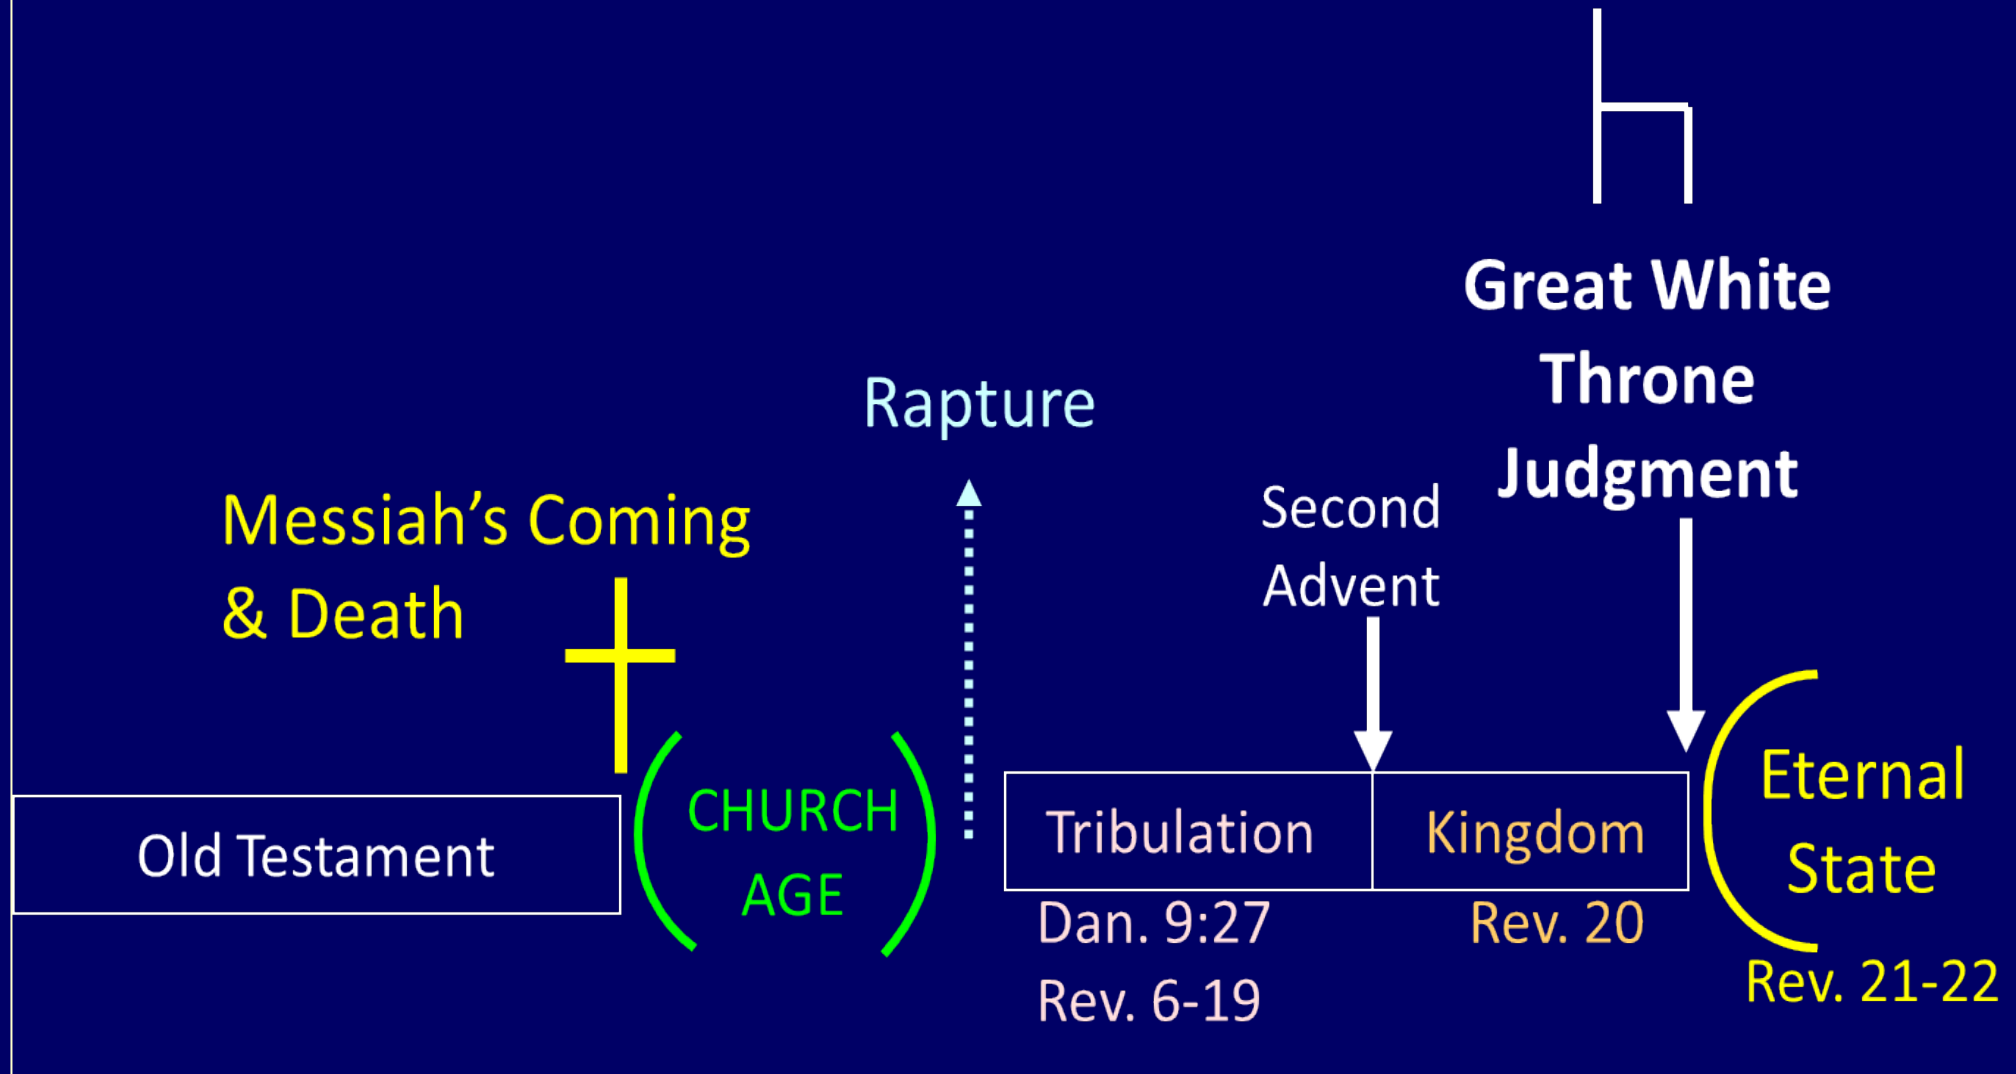 Great White
Throne
Judgment
Rapture
Second
Advent
Messiah’s Coming
& Death
Old Testament
CHURCH
AGE
Tribulation
Kingdom
Eternal
State
Dan. 9:27
Rev. 6-19
Rev. 20
Rev. 21-22